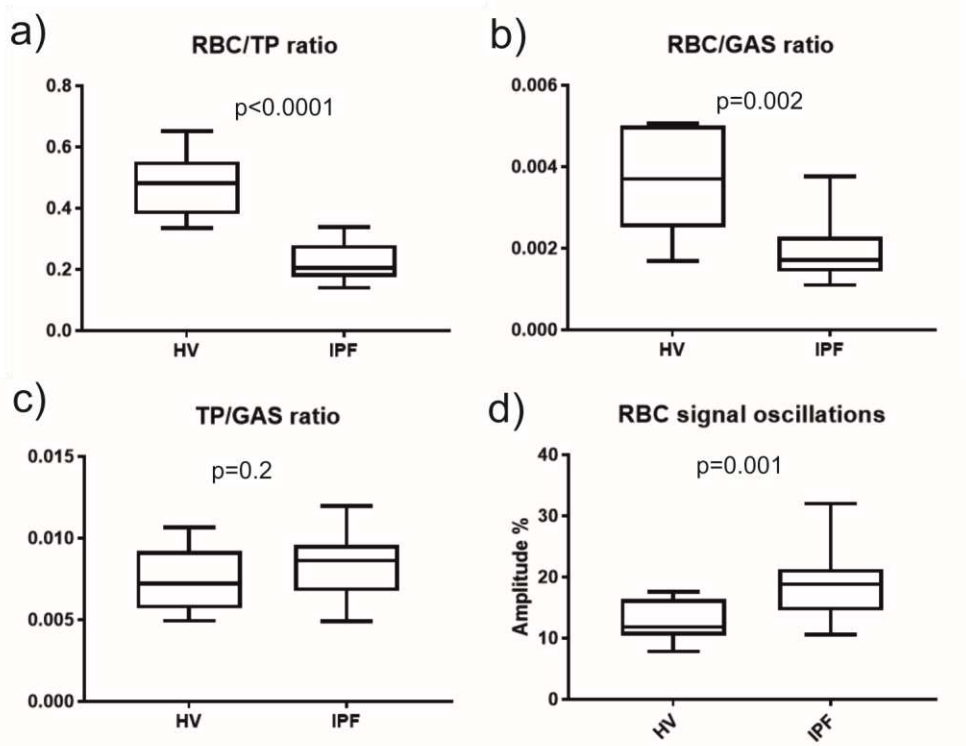 a)
RBC/TP ratio
p<0.0001
0.8
0.6
0.4
0.2
0.0
HV IPF
b)
RBC/GAS ratio
p=0.002
0.006
0.004
0.002
0.000
HV IPF
c)
TP/GAS ratio
p=0.2
0.015
0.010
0.005
0.000
HV IPF
d)
RBC signal oscillations
p=0.001
Amplitude %
40
30
20
10
0
HV IPF